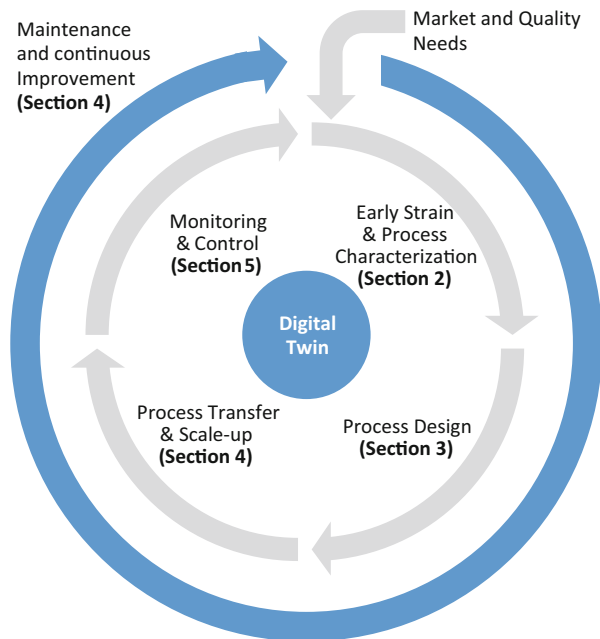 Maintenance
and continuous
Improvement
(Section 4)
Market and Quality
Needs
Monitoring
& Control
(Section 5)
Early Strain
& Process
Characterization
(Section 2)
Digital
Twin
Process Transfer
& Scale-up
(Section 4)
Process Design
(Section 3)